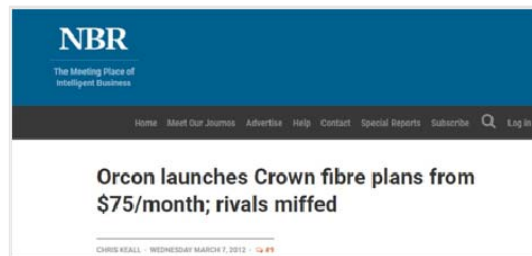 NBR
The Meeting Place of
Intelligent Business
Home Meet Our Journos Advertise Help Contact Special Reports Subscribe Log in
Orcon launches Crown fibre plans from
$75/month; rivals miffed
CHRIS KEALL - WEDNESDAY MARCH 7, 2012 -